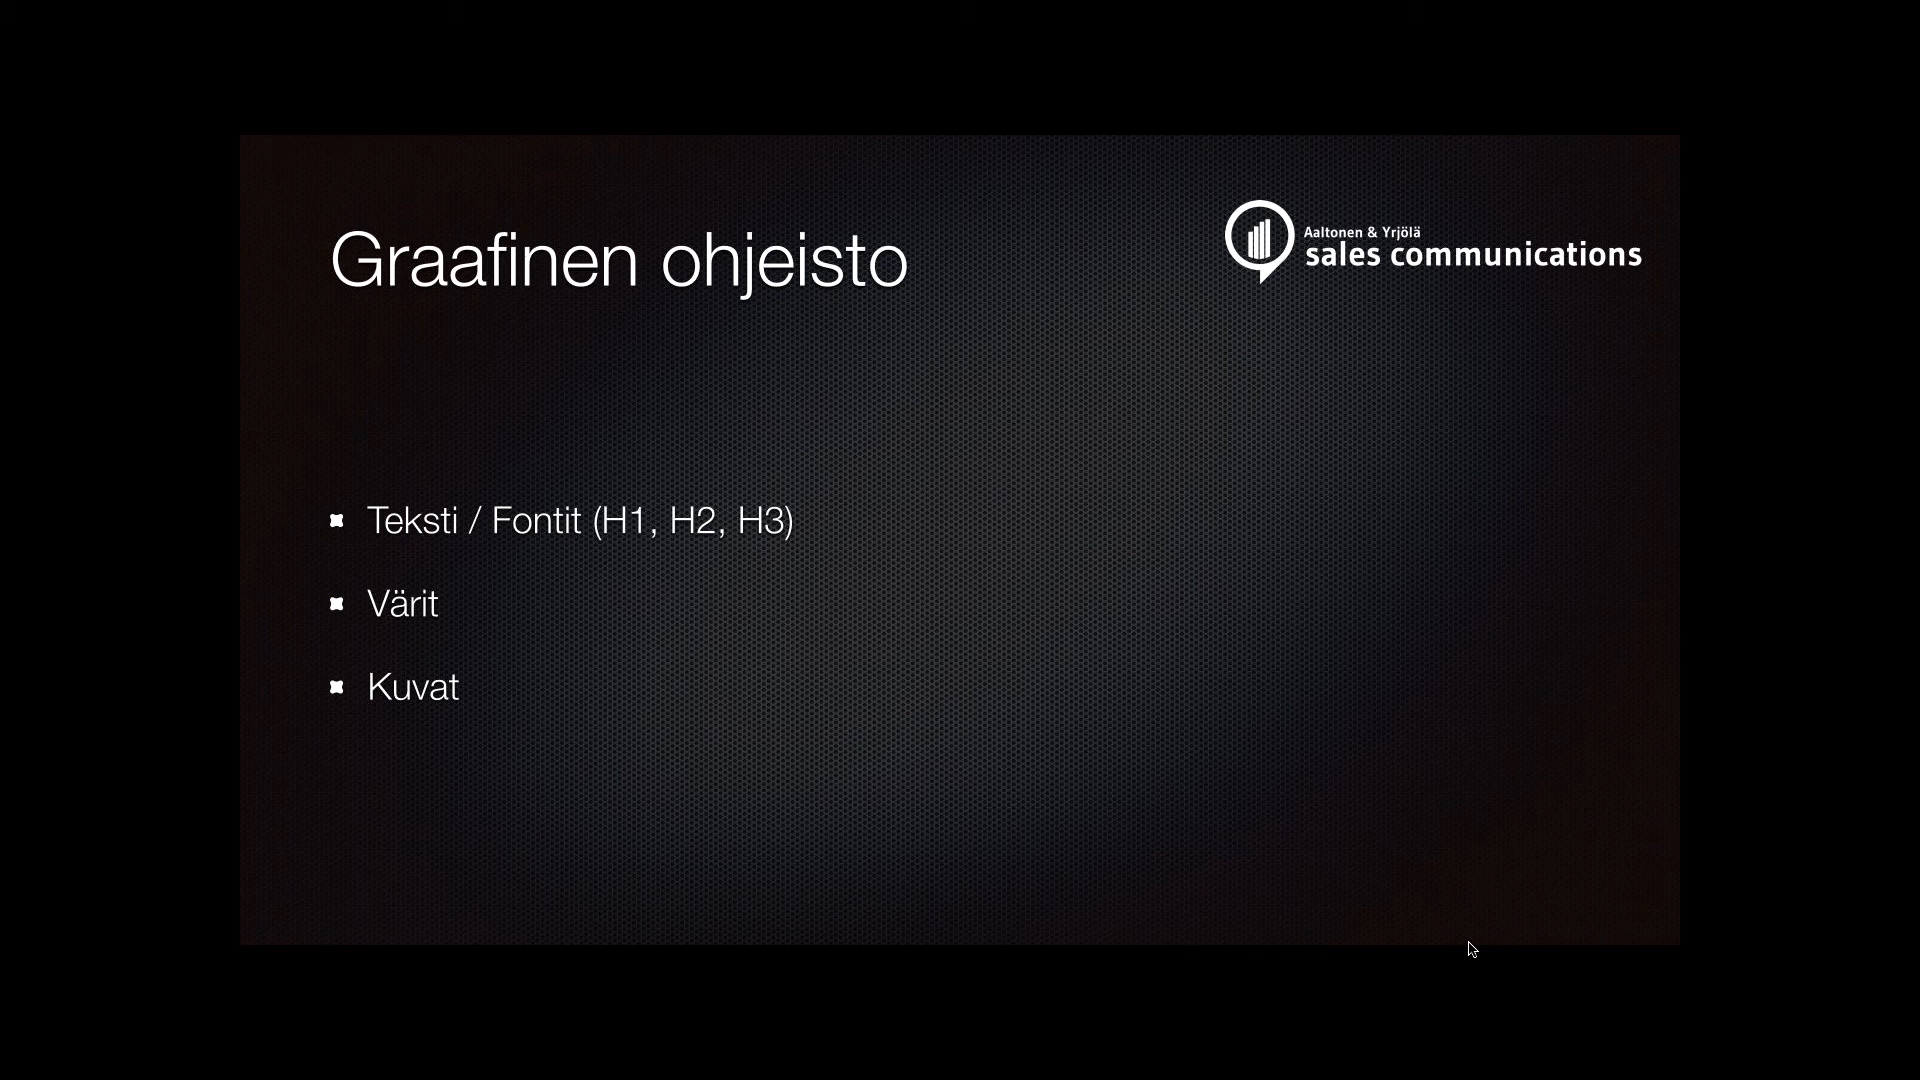 Graafinen ohjeisto
Aaltonen & Yrjölä
sales communications
Teksti / Fontit (H1, H2, H3)
Värit
Kuvat